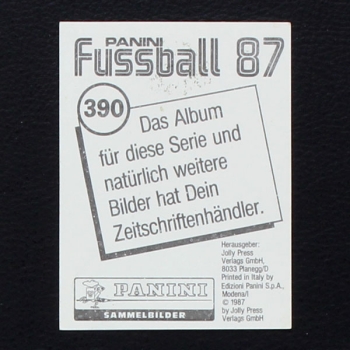 PANINI
Fussball 87
390
Das Album
für diese Serie und
natürlich weitere
Bilder hat Dein
Zeitschriftenhändler.
PANINI
SAMMELBILDER
Herausgeber:
Jolly Press
Verlags GmbH,
8033 Planegg/D
Printed in Italy by
Edizioni Panini S.p.A.,
Modena/I
© 1987
by Jolly Press
Verlags GmbH